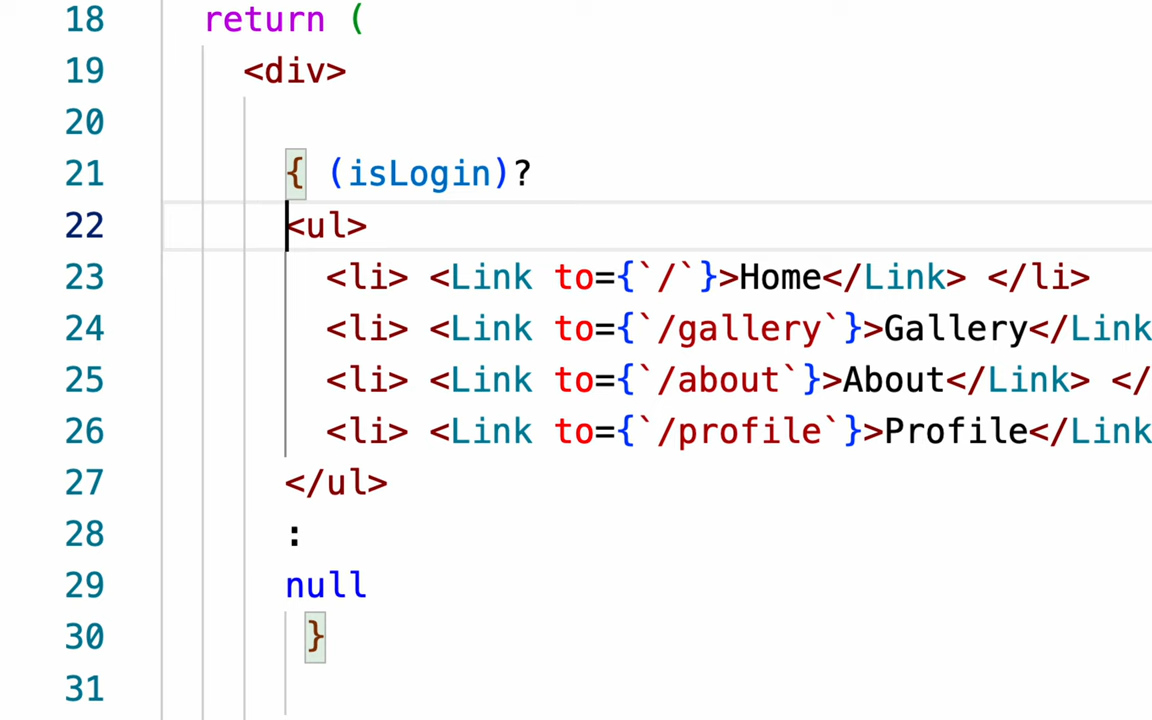 18 return (
19 <div>
20
21 { (isLogin)?
22 <ul>
23 <li> <Link to={`/`}>Home</Link> </li>
24 <li> <Link to={`/gallery`}>Gallery</Link
25 <li> <Link to={`/about`}>About</Link> </
26 <li> <Link to={`/profile`}>Profile</Link
27 </ul>
28 :
29 null
30 }
31